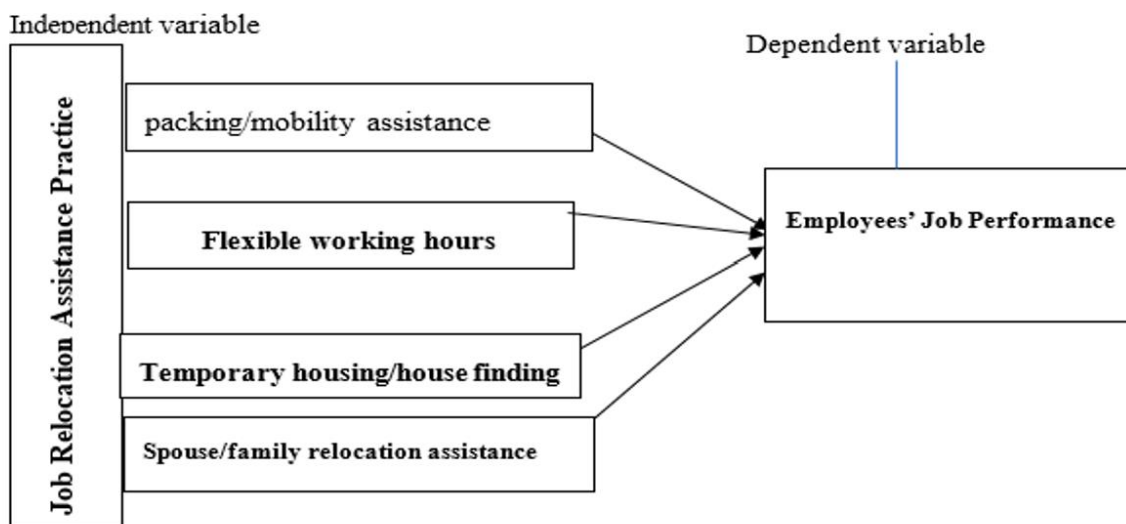 Independent variable
Dependent variable
Job Relocation Assistance Practice
packing/mobility assistance
Flexible working hours
Employees’ Job Performance
Temporary housing/house finding
Spouse/family relocation assistance